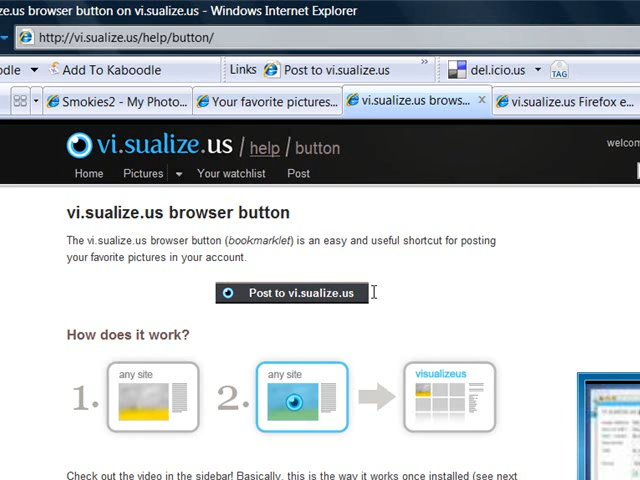 ze.us browser button on vi.sualize.us - Windows Internet Explorer
http://vi.sualize.us/help/button/
dle Add To Kaboodle Links Post to vi.sualize.us » del.icio.us TAG
Smokies2 - My Photo... Your favorite pictures... vi.sualize.us brows... x vi.sualize.us Firefox e...
vi.sualize.us / help / button welcom
Home Pictures Your watchlist Post
vi.sualize.us browser button
The vi.sualize.us browser button (bookmarklet) is an easy and useful shortcut for posting
your favorite pictures in your account.
Post to vi.sualize.us
How does it work?
1. any site 2. any site visualizeus
Check out the video in the sidebar! Basically, this is the way it works once installed (see next